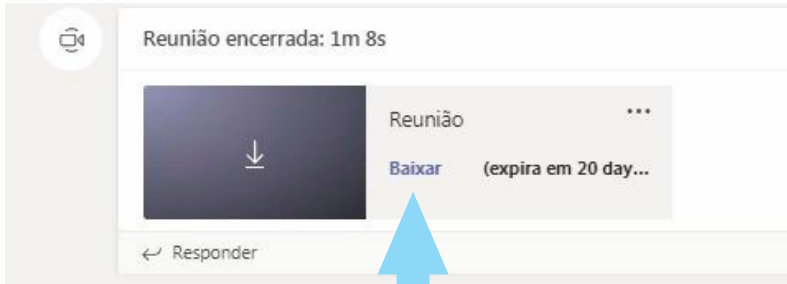 Reunião encerrada: 1m 8s
Reunião
Baixar (expira em 20 day...
Responder